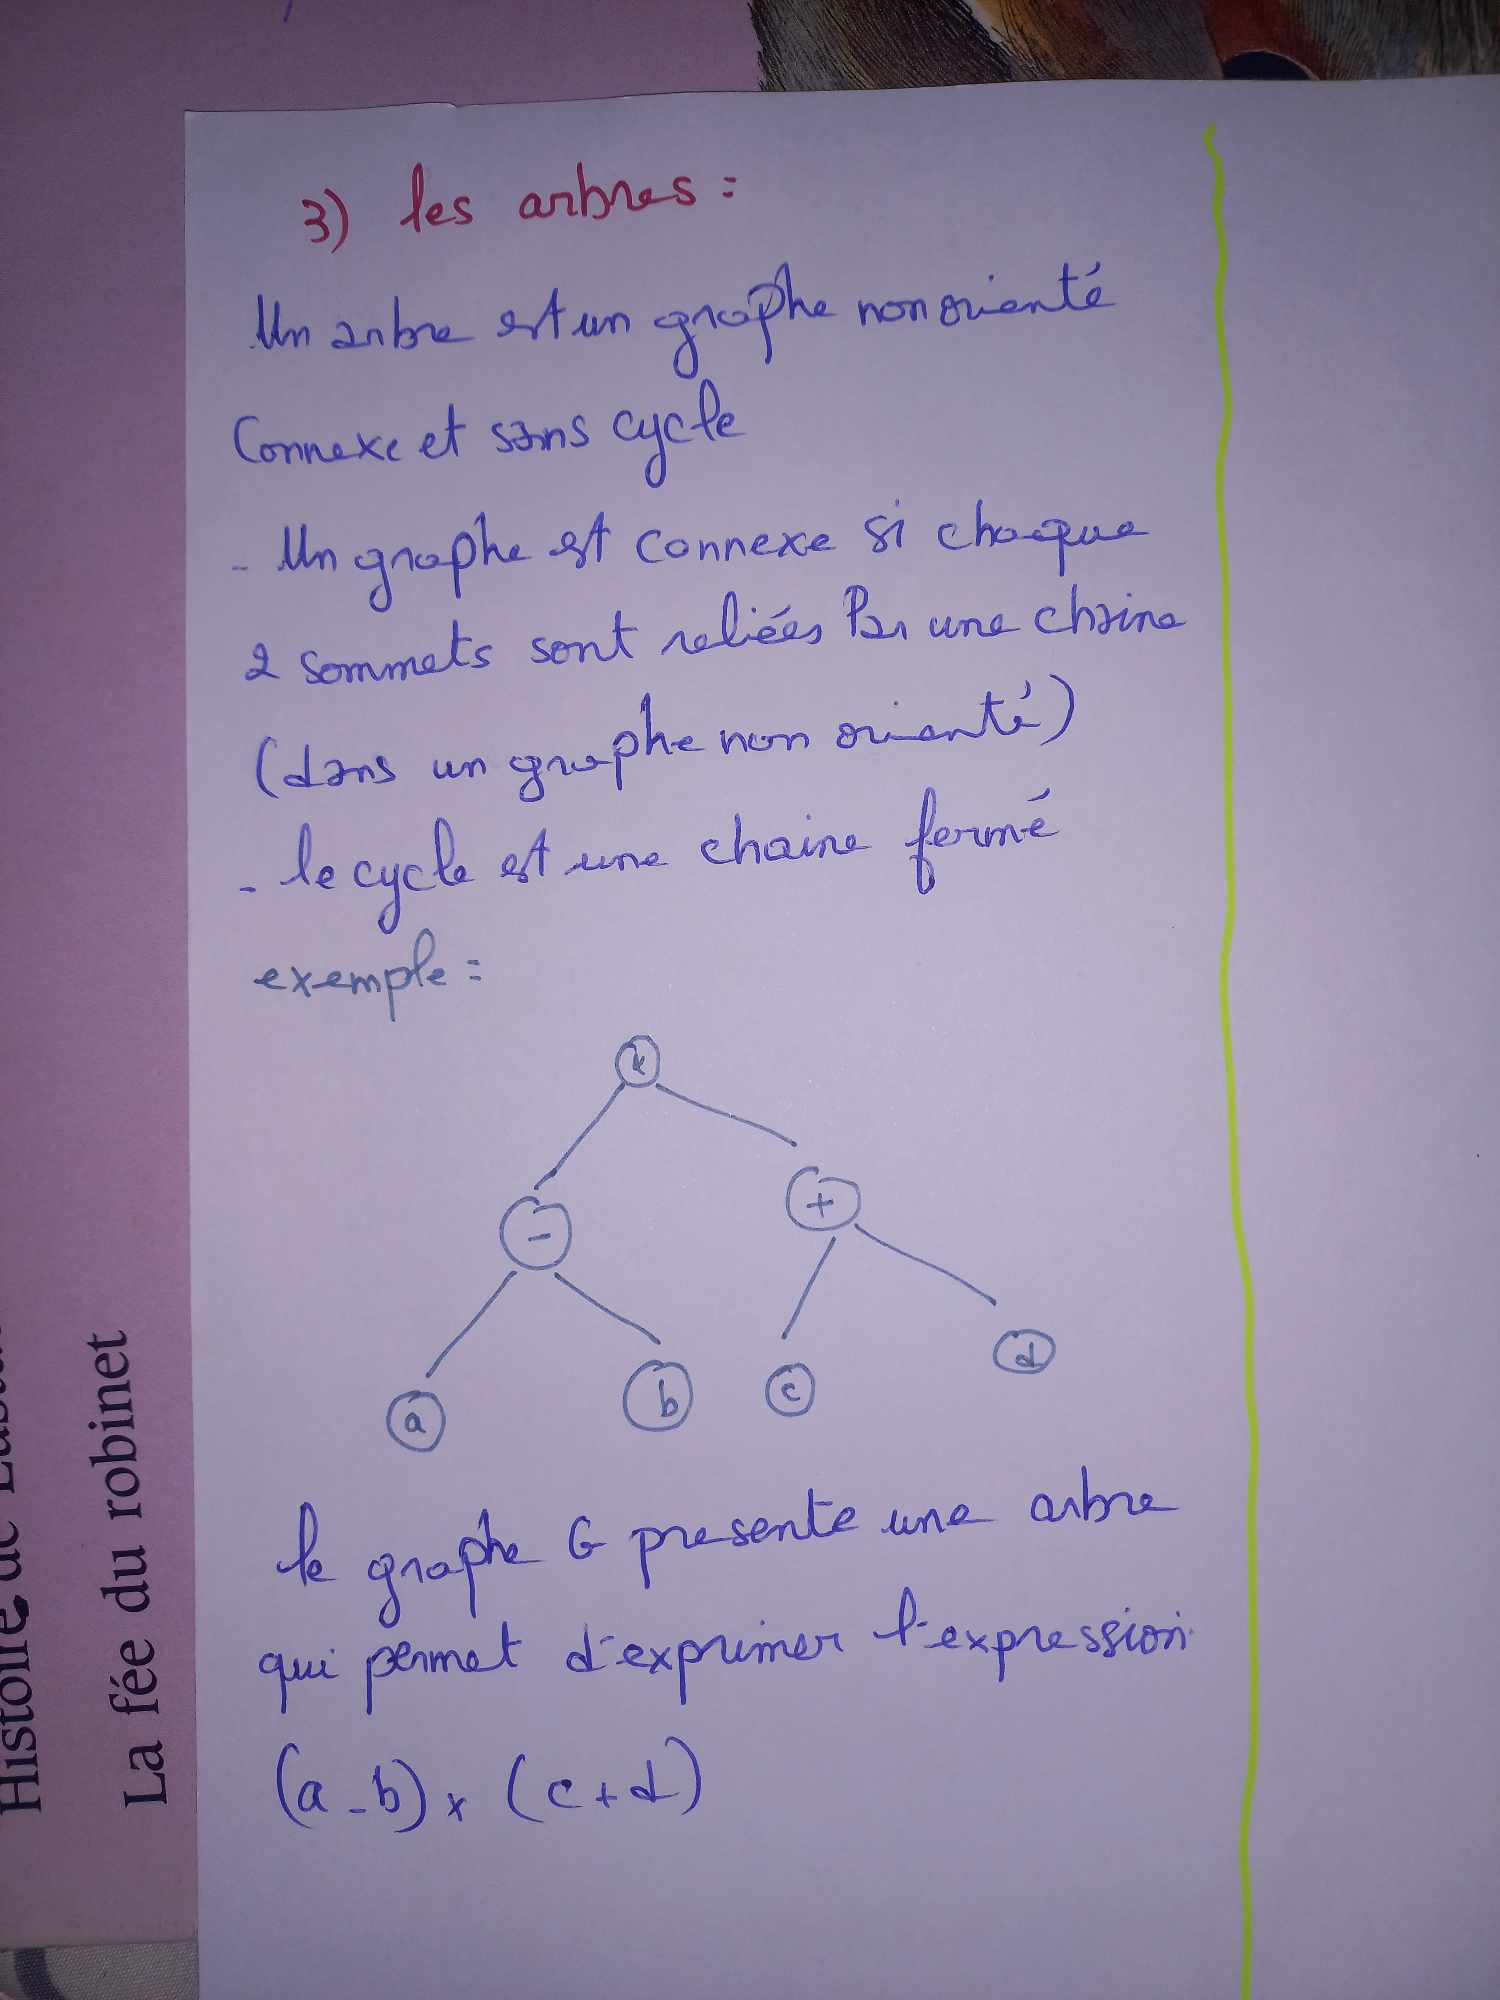 3) les arbres :
Un arbre est un graphe non orienté
Connexe et sans cycle
- Un graphe est connexe si chaque
2 sommets sont reliées Par une chaine
(dans un graphe non orienté)
- le cycle est une chaine fermé
exemple :
- +
a b c d
le graphe G presente une arbre
qui permet d'exprimer l'expression
(a - b) x (c + d)
Histoire de
La fée du robinet